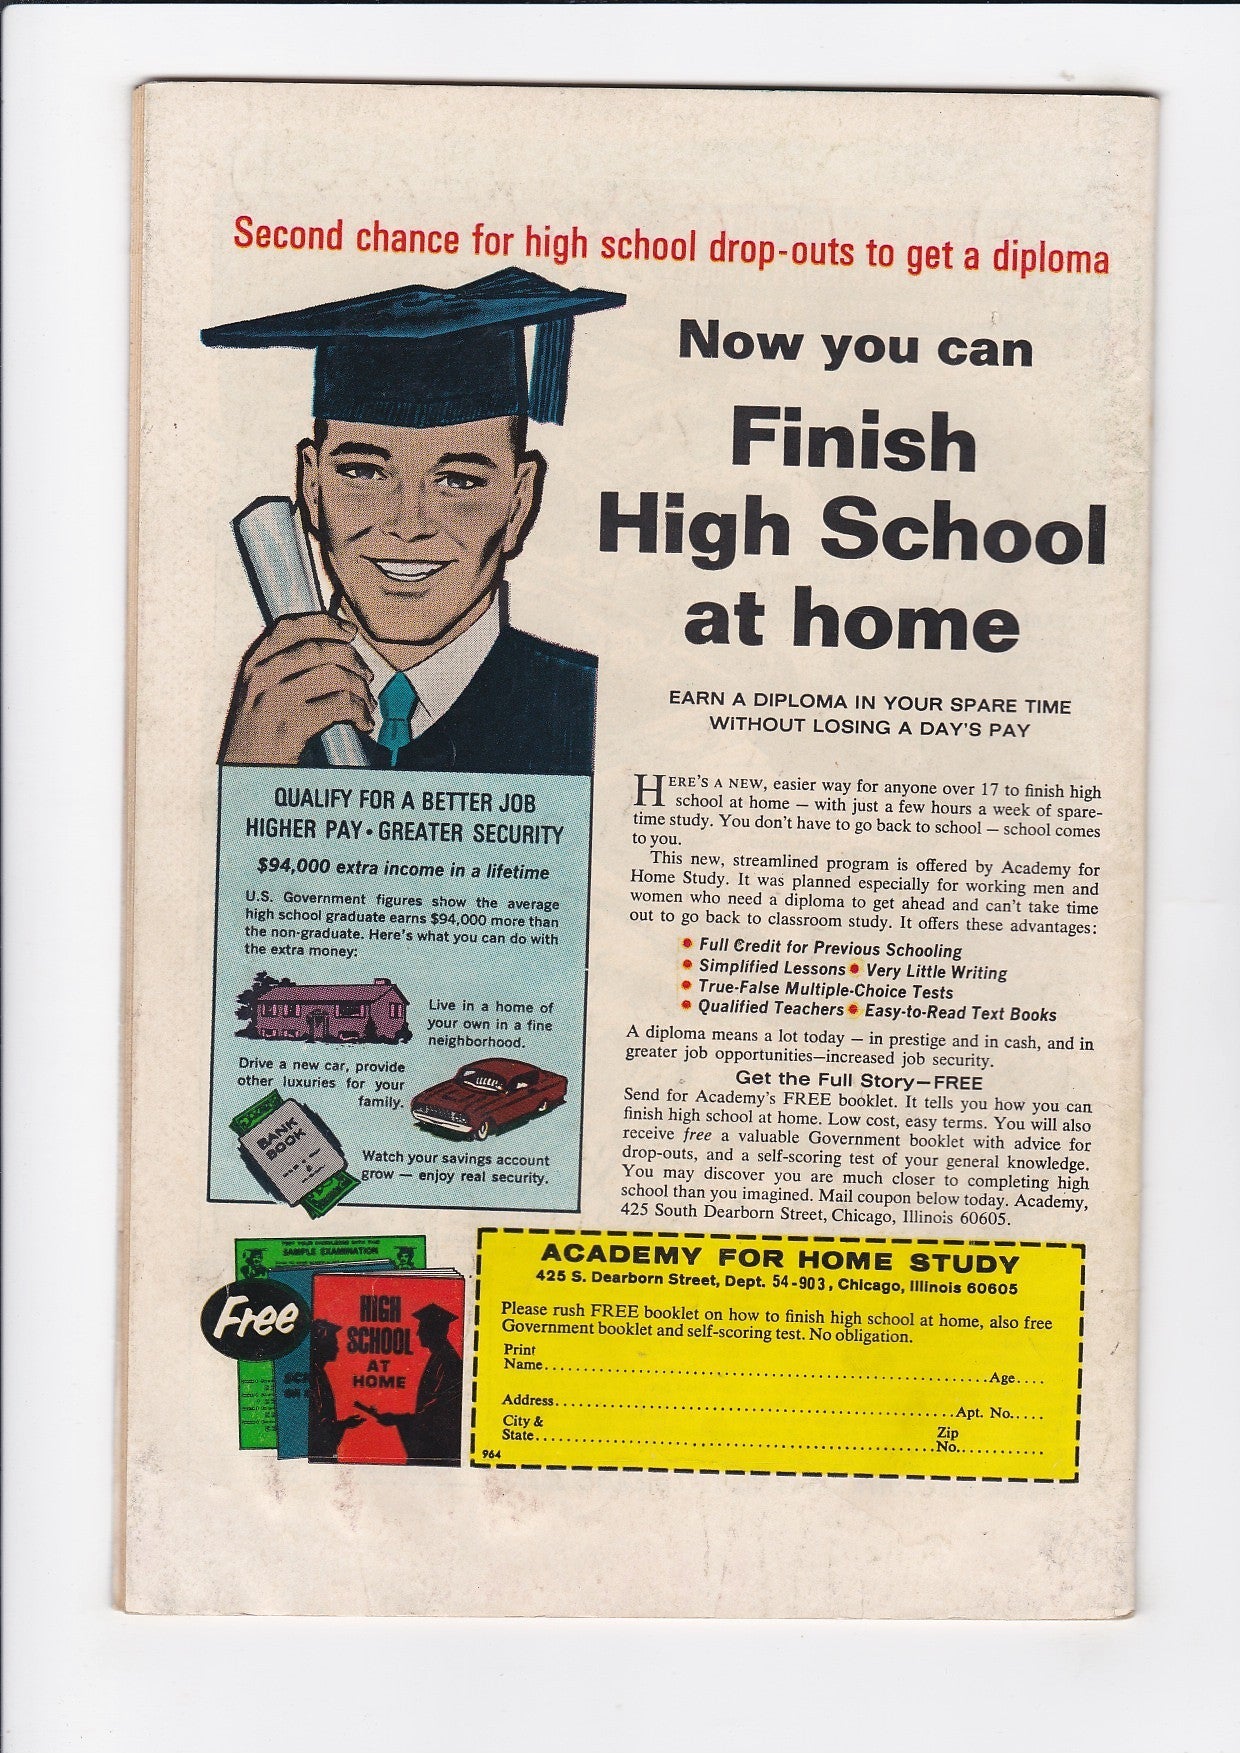 Second chance for high school drop-outs to get a diploma
Now you can
Finish
High School
at home
EARN A DIPLOMA IN YOUR SPARE TIME
WITHOUT LOSING A DAY'S PAY
HERE'S A NEW, easier way for anyone over 17 to finish high
school at home — with just a few hours a week of spare-
time study. You don't have to go back to school — school comes
to you.
This new, streamlined program is offered by Academy for
Home Study. It was planned especially for working men and
women who need a diploma to get ahead and can't take time
out to go back to classroom study. It offers these advantages:
• Full Credit for Previous Schooling
• Simplified Lessons • Very Little Writing
• True-False Multiple-Choice Tests
• Qualified Teachers • Easy-to-Read Text Books
A diploma means a lot today — in prestige and in cash, and in
greater job opportunities—increased job security.
Get the Full Story—FREE
Send for Academy's FREE booklet. It tells you how you can
finish high school at home. Low cost, easy terms. You will also
receive free a valuable Government booklet with advice for
drop-outs, and a self-scoring test of your general knowledge.
You may discover you are much closer to completing high
school than you imagined. Mail coupon below today. Academy,
425 South Dearborn Street, Chicago, Illinois 60605.
QUALIFY FOR A BETTER JOB
HIGHER PAY • GREATER SECURITY
$94,000 extra income in a lifetime
U.S. Government figures show the average
high school graduate earns $94,000 more than
the non-graduate. Here's what you can do with
the extra money:
Live in a home of
your own in a fine
neighborhood.
Drive a new car, provide
other luxuries for your
family.
BANK
BOOK
Watch your savings account
grow — enjoy real security.
SAMPLE EXAMINATION
Free
HIGH
SCHOOL
AT
HOME
ACADEMY FOR HOME STUDY
425 S. Dearborn Street, Dept. 54-903, Chicago, Illinois 60605
Please rush FREE booklet on how to finish high school at home, also free
Government booklet and self-scoring test. No obligation.
Print
Name........................................Age....
Address........................................Apt. No.....
City &
State........................................Zip No............
964